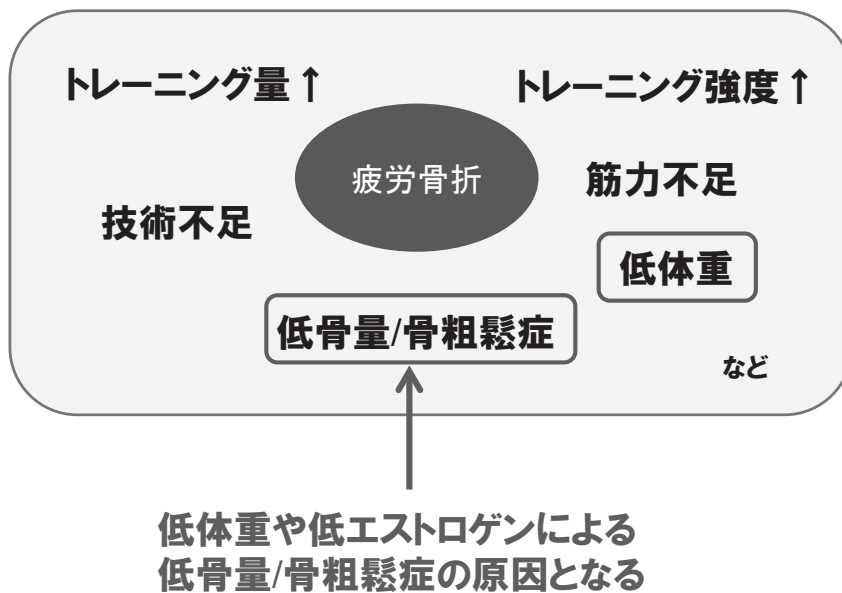 トレーニング量↑
トレーニング強度↑
疲労骨折
筋力不足
技術不足
低体重
低骨量/骨粗鬆症
など
低体重や低エストロゲンによる
低骨量/骨粗鬆症の原因となる